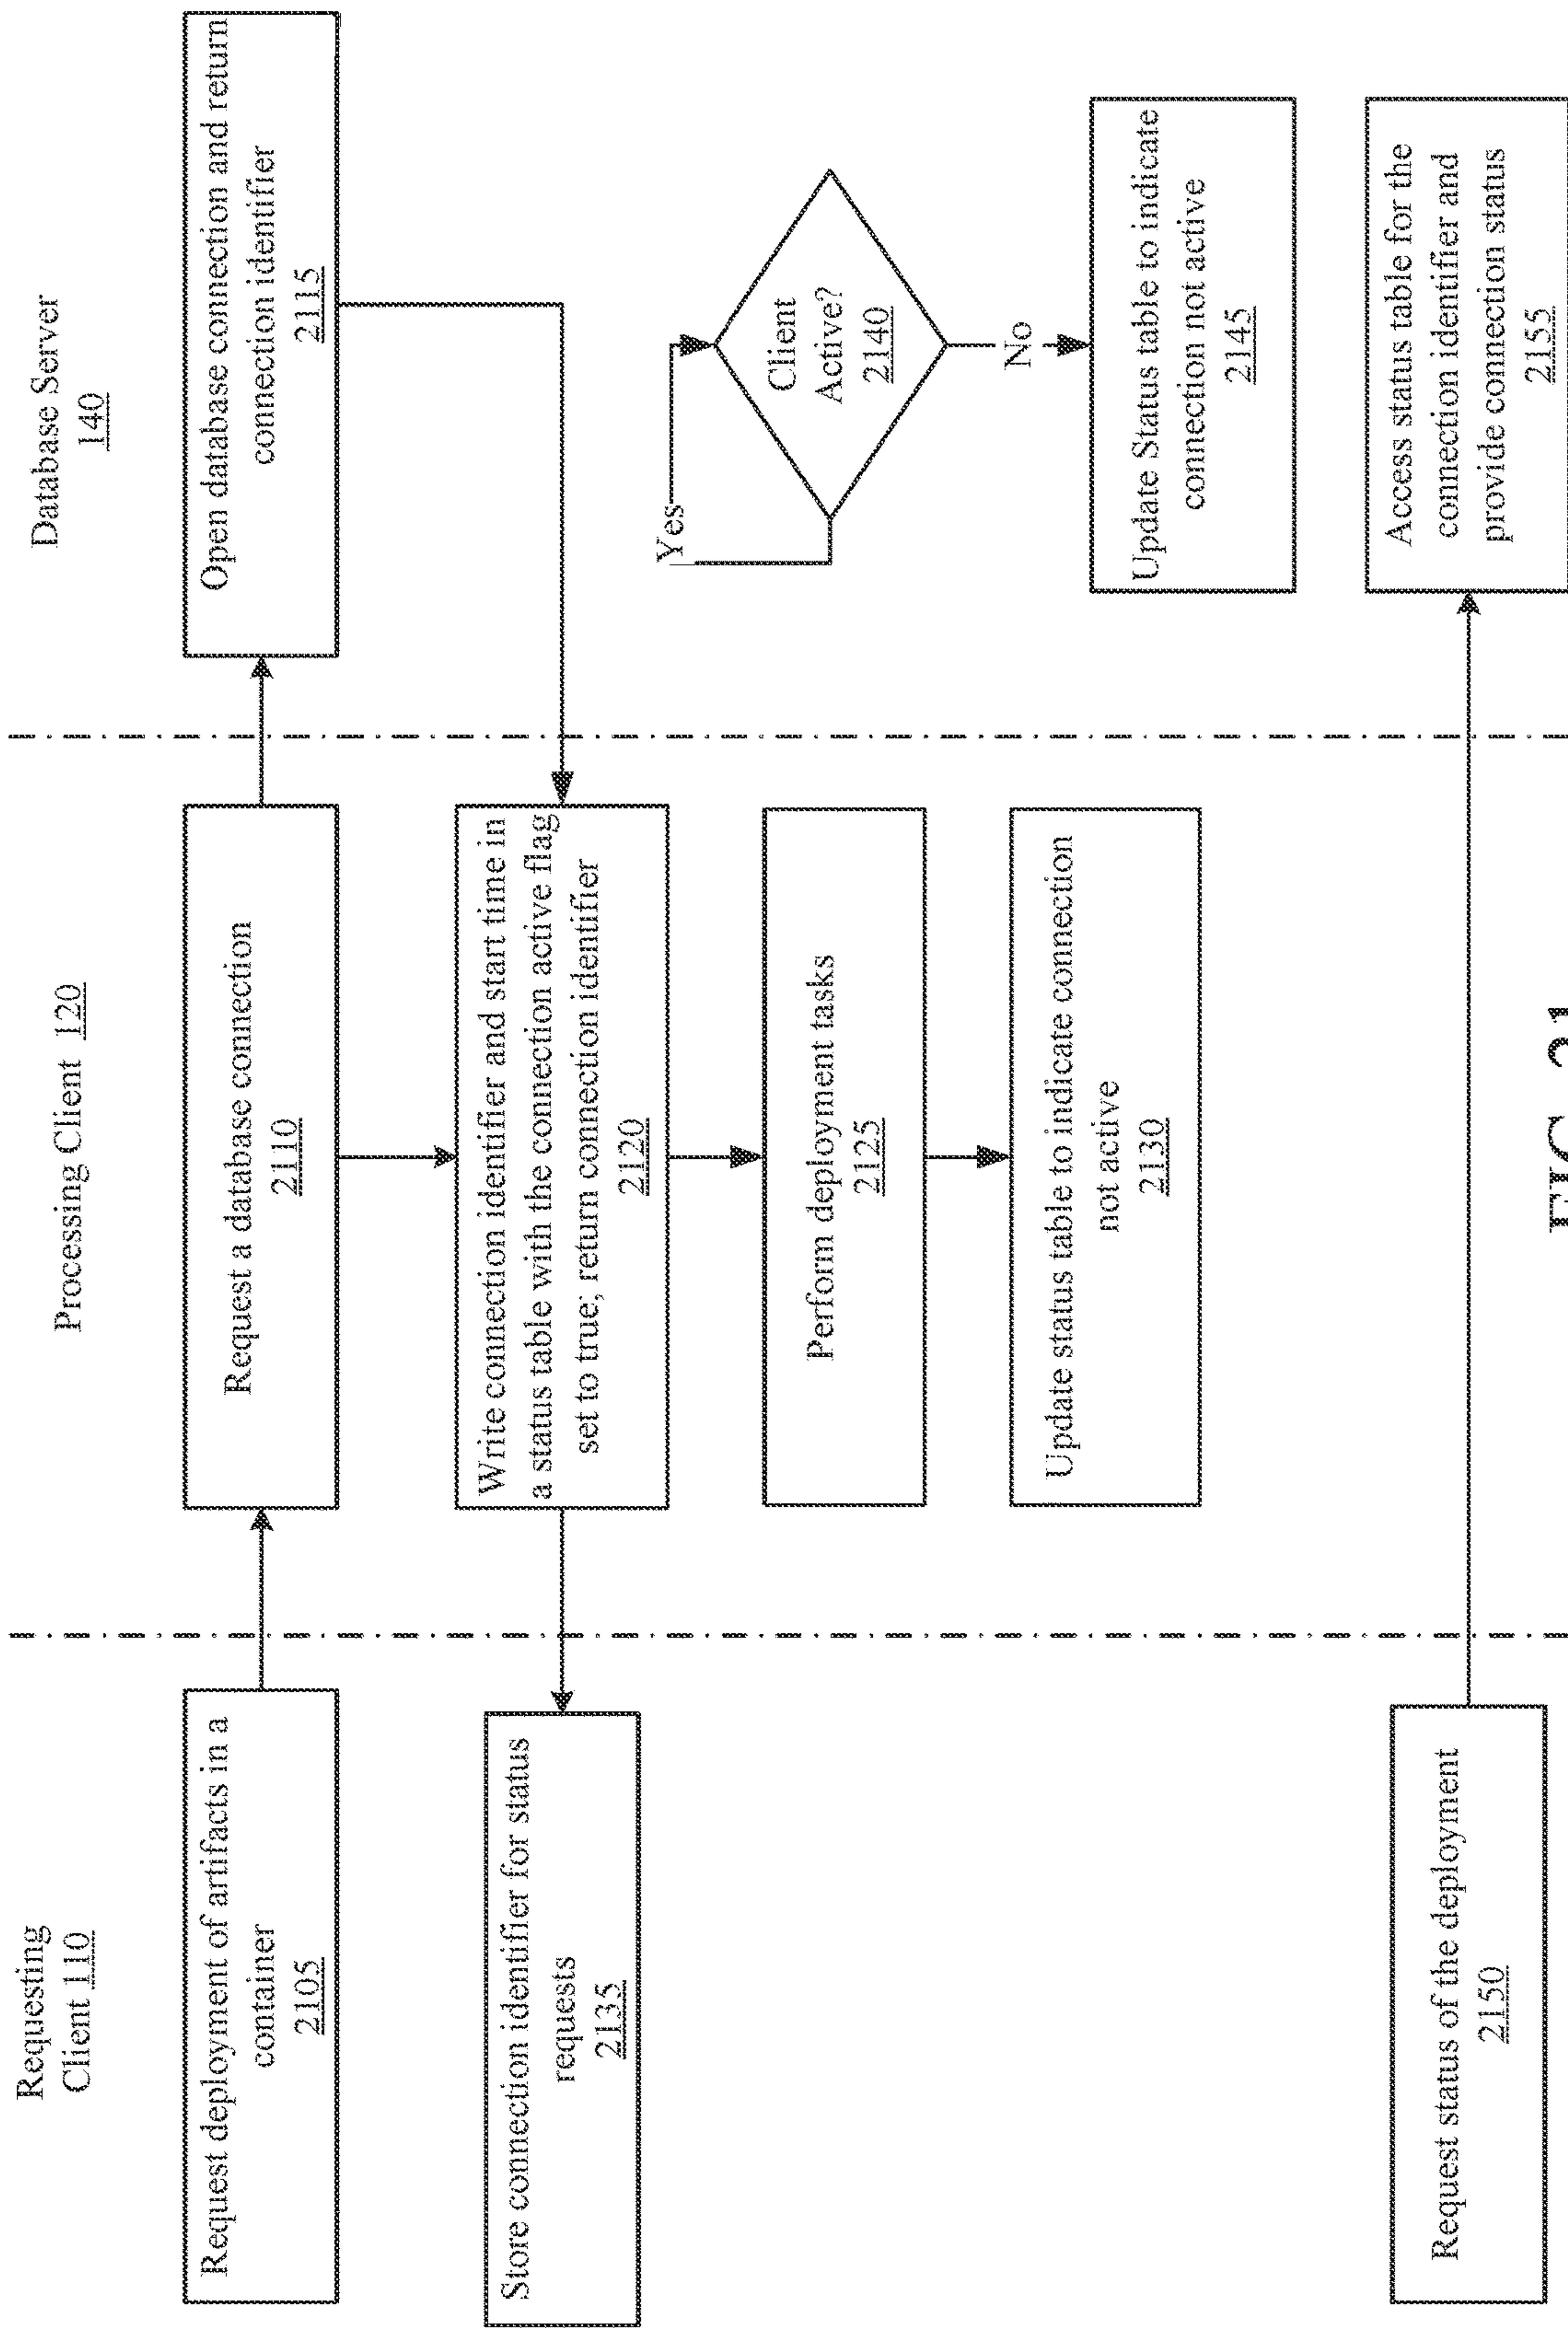 Requesting
Client 110
Processing Client 120
Database Server
140
Request deployment of artifacts in a
container
2105
Request a database connection
2110
Open database connection and return
connection identifier
2115
Store connection identifier for status
requests
2135
Write connection identifier and start time in
a status table with the connection active flag
set to true; return connection identifier
2120
Yes
Client
Active?
2140
Perform deployment tasks
2125
No
Update status table to indicate connection
not active
2130
Update Status table to indicate
connection not active
2145
Request status of the deployment
2150
Access status table for the
connection identifier and
provide connection status
2155
FIG. 21